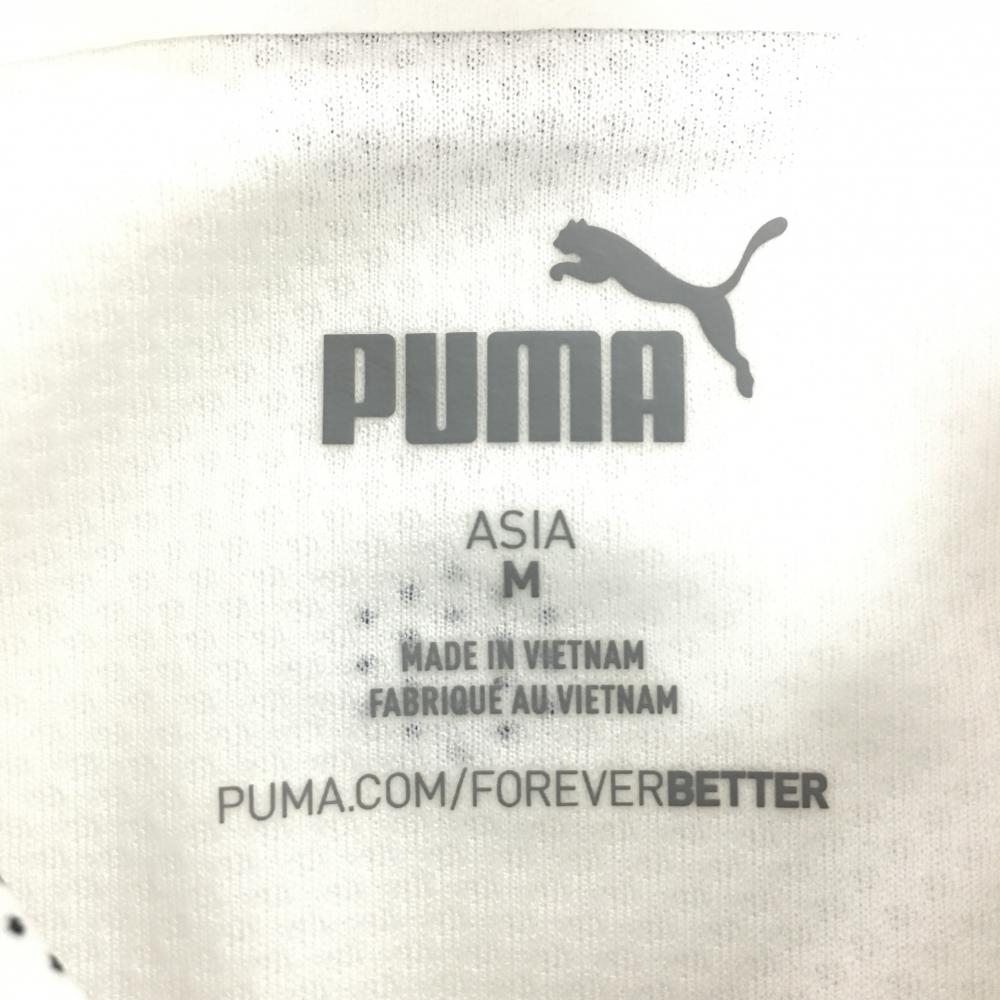 PUMA
ASIA
M
MADE IN VIETNAM
FABRIQUÉ AU VIETNAM
PUMA.COM/FOREVERBETTER